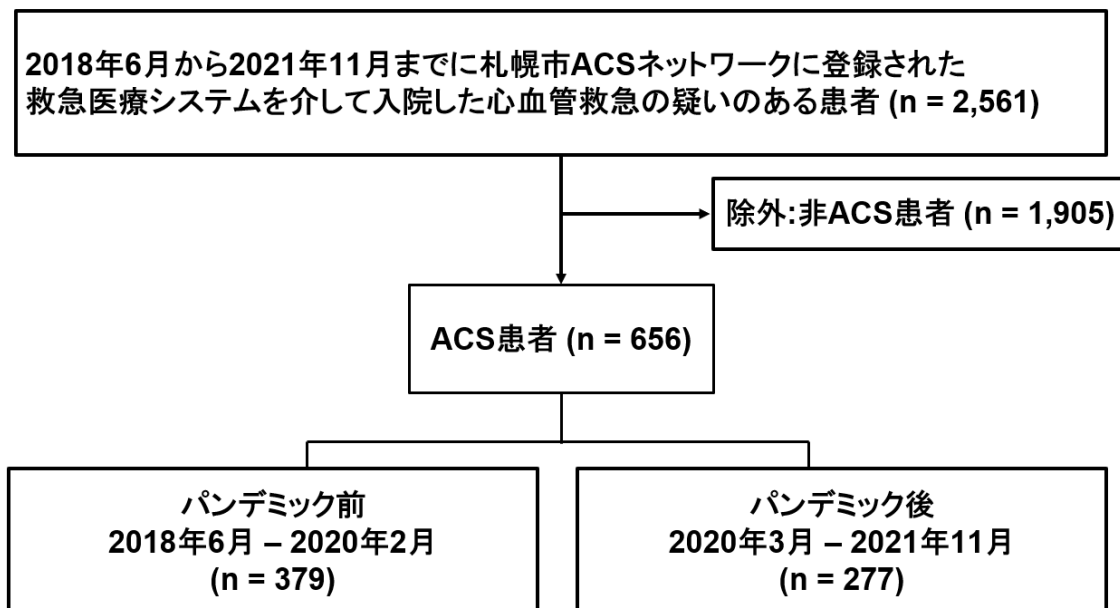 2018年6月から2021年11月までに札幌市ACSネットワークに登録された
救急医療システムを介して入院した心血管救急の疑いのある患者 (n = 2,561)
除外:非ACS患者 (n = 1,905)
ACS患者 (n = 656)
パンデミック前
2018年6月 – 2020年2月
(n = 379)
パンデミック後
2020年3月 – 2021年11月
(n = 277)